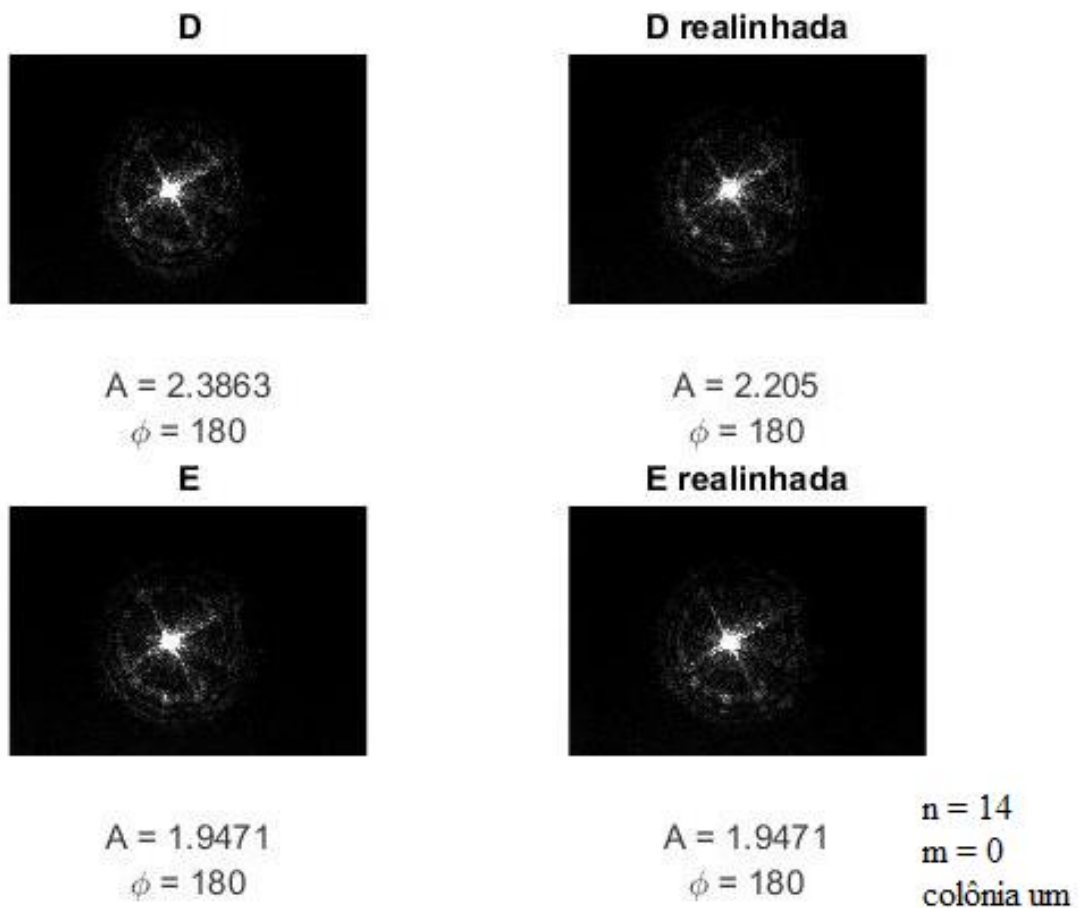 D
D realinhada
A = 2.3863
ϕ = 180
A = 2.205
ϕ = 180
E
E realinhada
A = 1.9471
ϕ = 180
A = 1.9471
ϕ = 180
n = 14
m = 0
colônia um